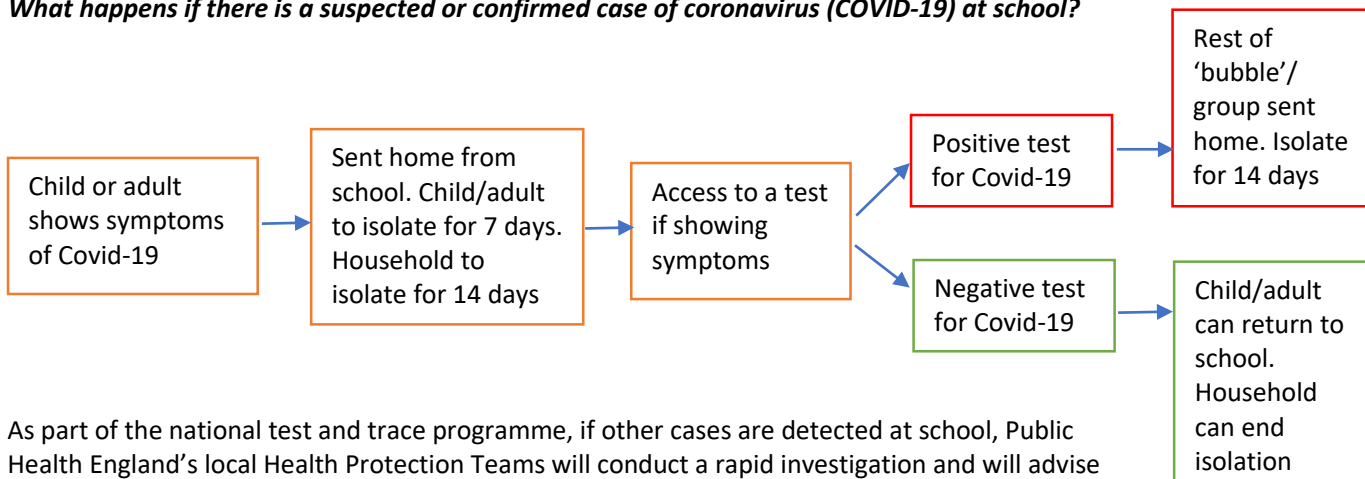 What happens if there is a suspected or confirmed case of coronavirus (COVID-19) at school?
Child or adult
shows symptoms
of Covid-19
Sent home from
school. Child/adult
to isolate for 7 days.
Household to
isolate for 14 days
Access to a test
if showing
symptoms
Positive test
for Covid-19
Rest of
‘bubble’/
group sent
home. Isolate
for 14 days
Negative test
for Covid-19
Child/adult
can return to
school.
Household
can end
isolation
As part of the national test and trace programme, if other cases are detected at school, Public
Health England’s local Health Protection Teams will conduct a rapid investigation and will advise